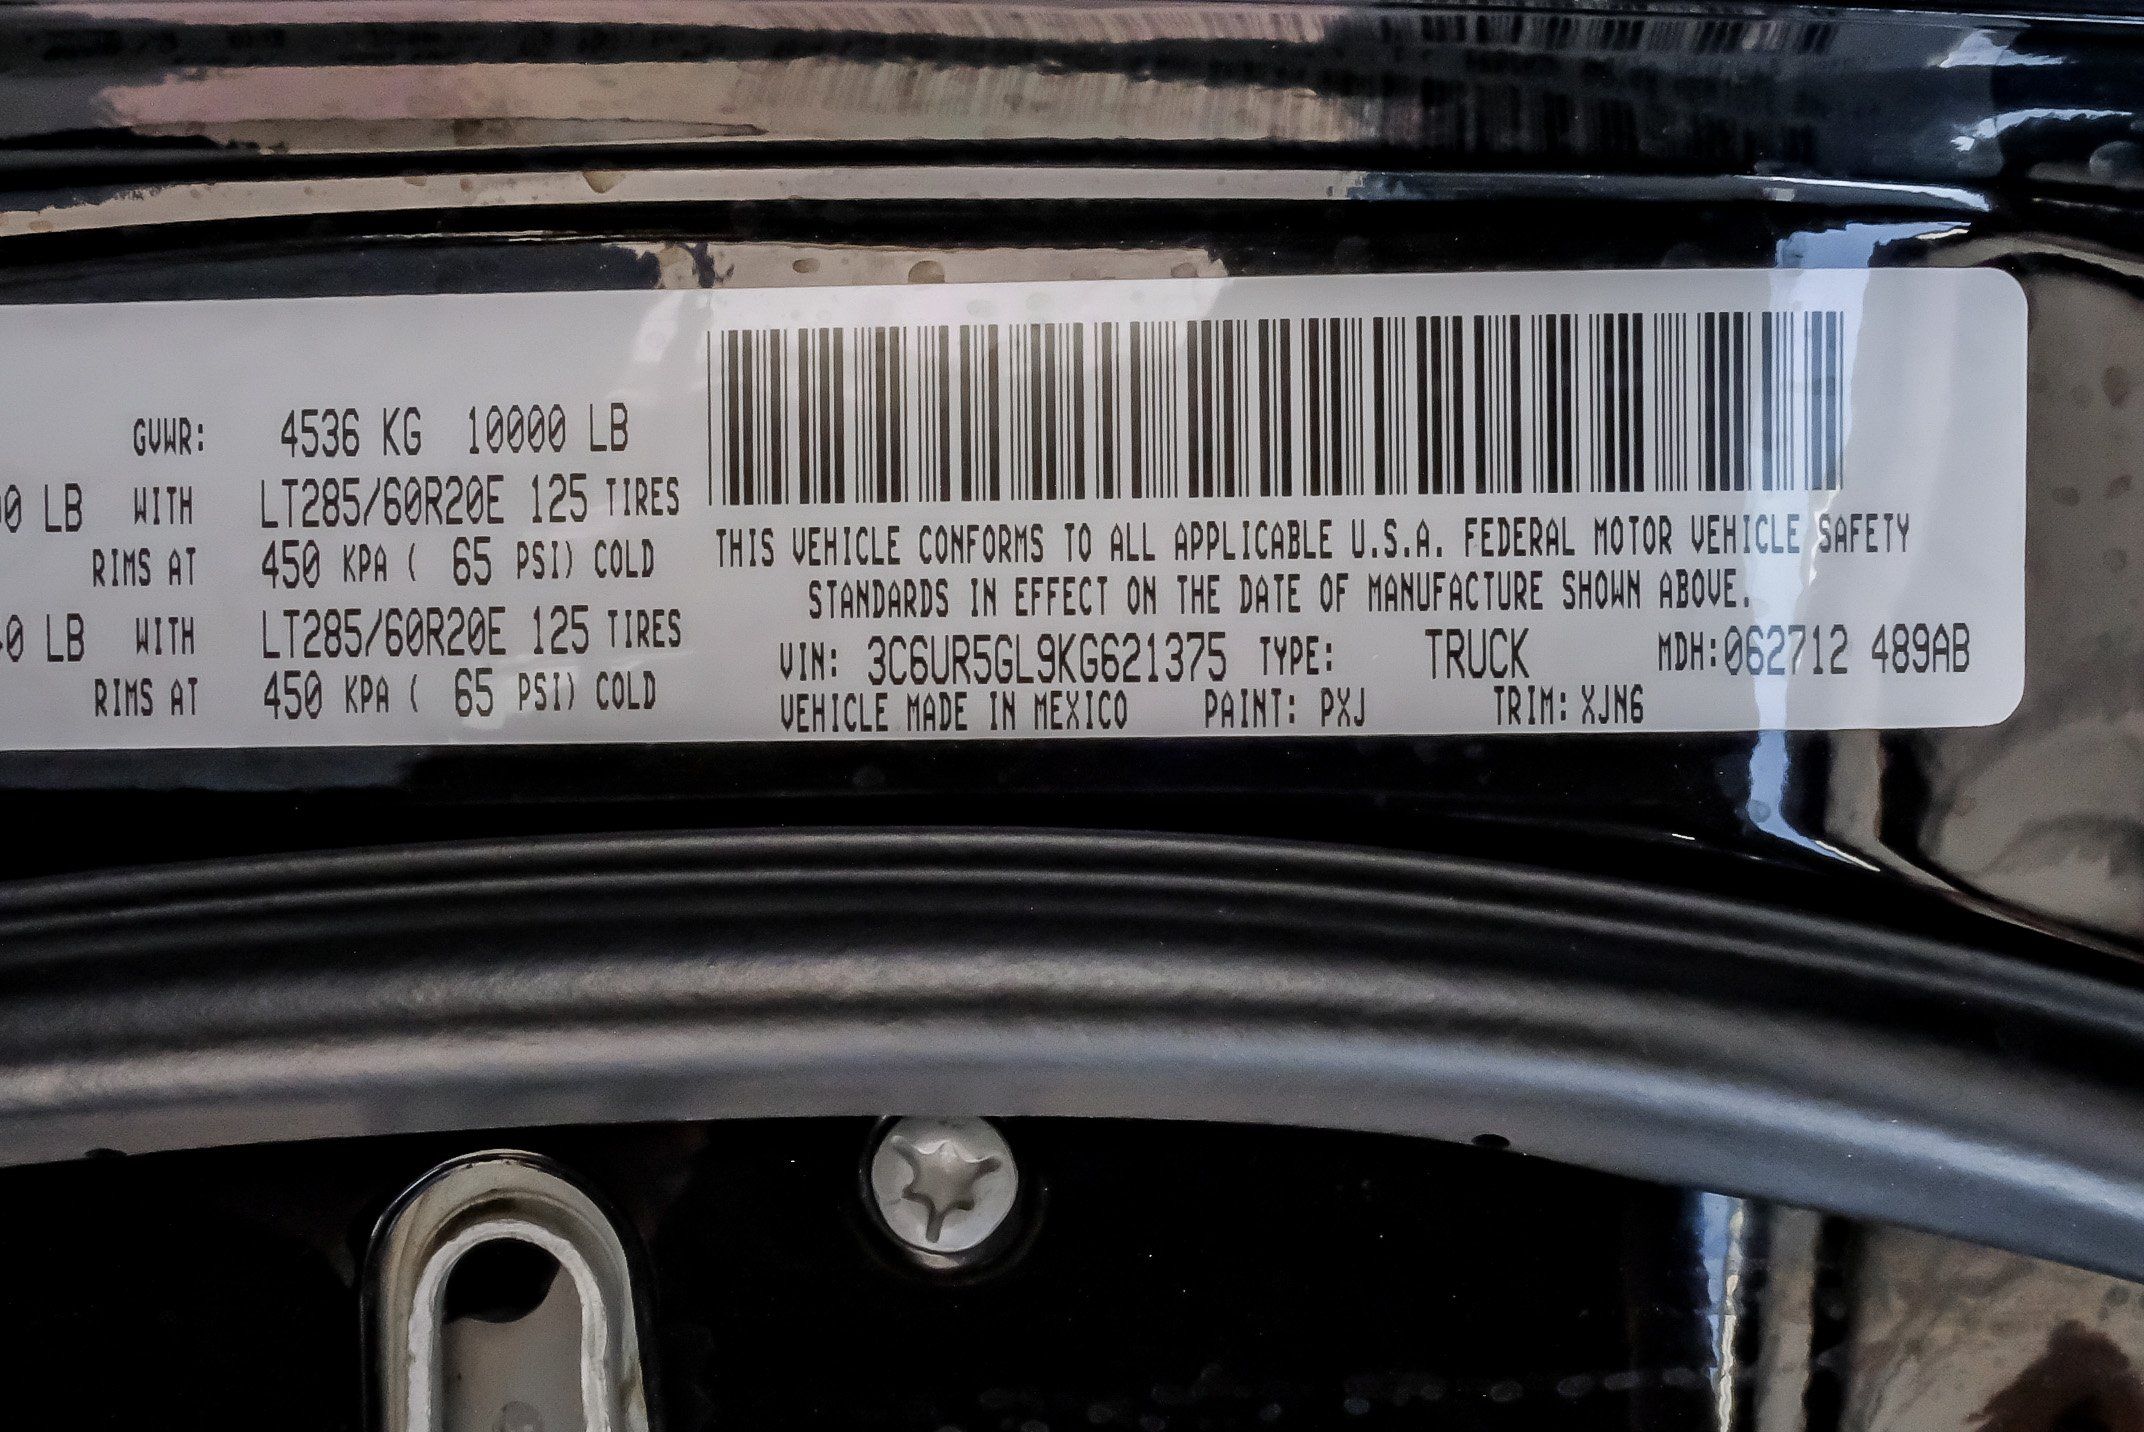 GVWR: 4536 KG 10000 LB
LB WITH LT285/60R20E 125 TIRES
RIMS AT 450 KPA ( 65 PSI) COLD
LB WITH LT285/60R20E 125 TIRES
RIMS AT 450 KPA ( 65 PSI) COLD
THIS VEHICLE CONFORMS TO ALL APPLICABLE U.S.A. FEDERAL MOTOR VEHICLE SAFETY
STANDARDS IN EFFECT ON THE DATE OF MANUFACTURE SHOWN ABOVE.
VIN: 3C6UR5GL9KG621375 TYPE: TRUCK MDH:062712 489AB
VEHICLE MADE IN MEXICO PAINT: PXJ TRIM: XJN6